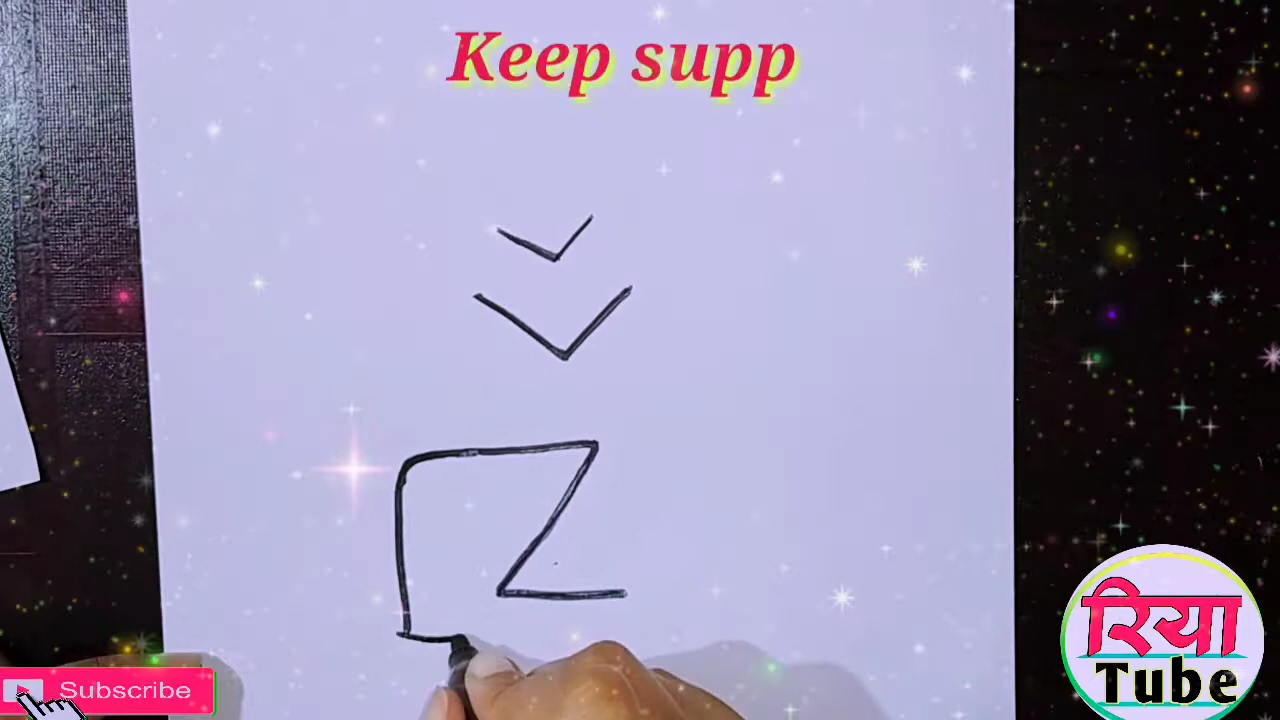 Keep supp
रिया
Tube
Subscribe